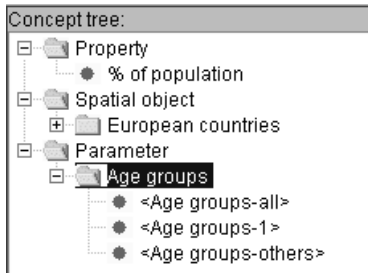 Concept tree:
Property
% of population
Spatial object
European countries
Parameter
Age groups
<Age groups-all>
<Age groups-1>
<Age groups-others>